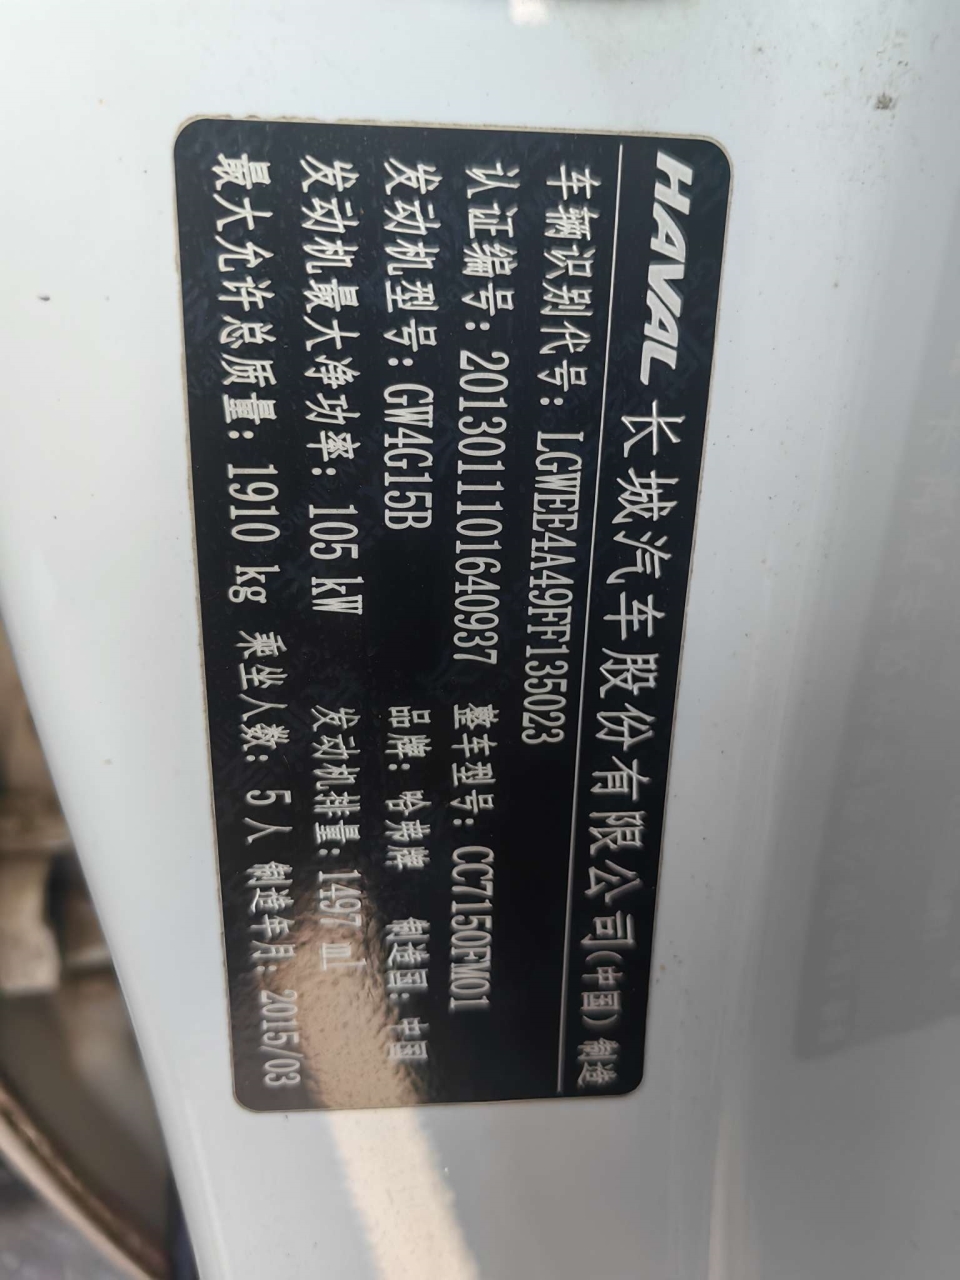 HAVAL 长城汽车股份有限公司(中国)制造
车辆识别代号: LGWEE4A49FF135023
认证编号: 2013011101640937 整车型号: CC7150FM01
发动机型号: GW4G15B 品牌: 哈弗牌 制造国: 中国
发动机最大净功率: 105 kW 发动机排量: 1497 mL
最大允许总质量: 1910 kg 乘坐人数: 5 人 制造年月: 2015/03